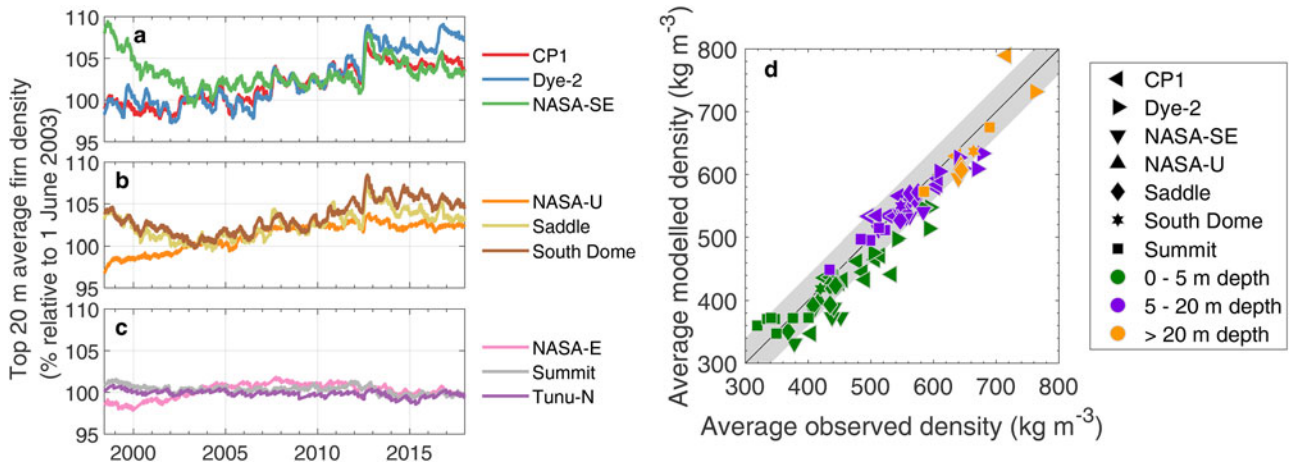 Top 20 m average firn density
(% relative to 1 June 2003)
a
110
105
100
95
CP1
Dye-2
NASA-SE
b
110
105
100
95
NASA-U
Saddle
South Dome
c
110
105
100
95
NASA-E
Summit
Tunu-N
2000 2005 2010 2015
d
Average modelled density (kg m⁻³)
800
700
600
500
400
300
300 400 500 600 700 800
Average observed density (kg m⁻³)
CP1
Dye-2
NASA-SE
NASA-U
Saddle
South Dome
Summit
0 - 5 m depth
5 - 20 m depth
> 20 m depth